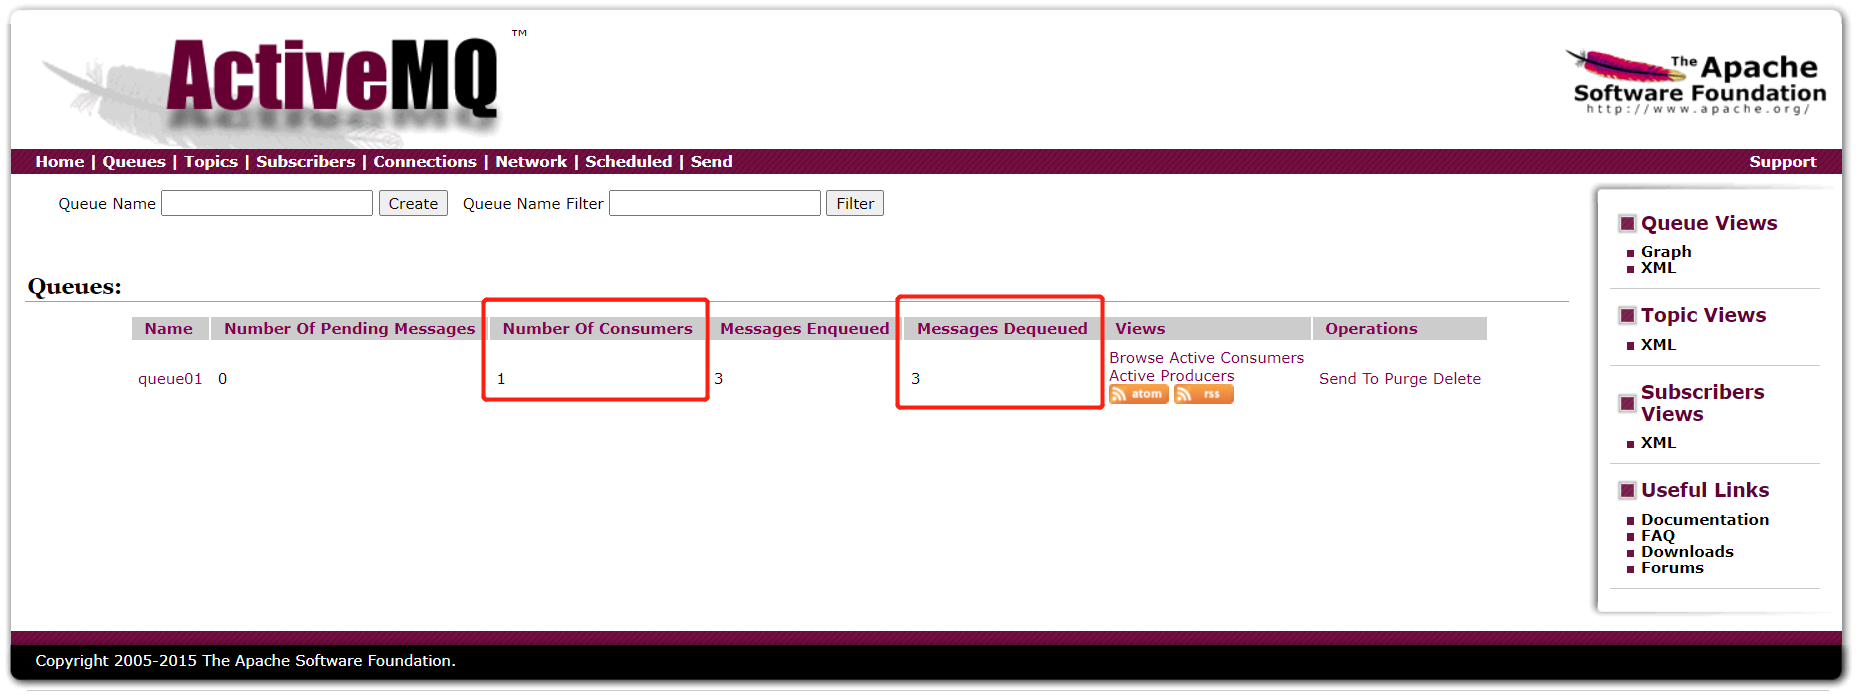 ActiveMQ ™
The Apache
Software Foundation
http://www.apache.org/
Home | Queues | Topics | Subscribers | Connections | Network | Scheduled | Send
Support
Queue Name Create Queue Name Filter Filter
Queues:
Name Number Of Pending Messages Number Of Consumers Messages Enqueued Messages Dequeued Views Operations
queue01 0 1 3 3
Browse Active Consumers
Active Producers
atom rss
Send To Purge Delete
Queue Views
Graph
XML
Topic Views
XML
Subscribers
Views
XML
Useful Links
Documentation
FAQ
Downloads
Forums
Copyright 2005-2015 The Apache Software Foundation.